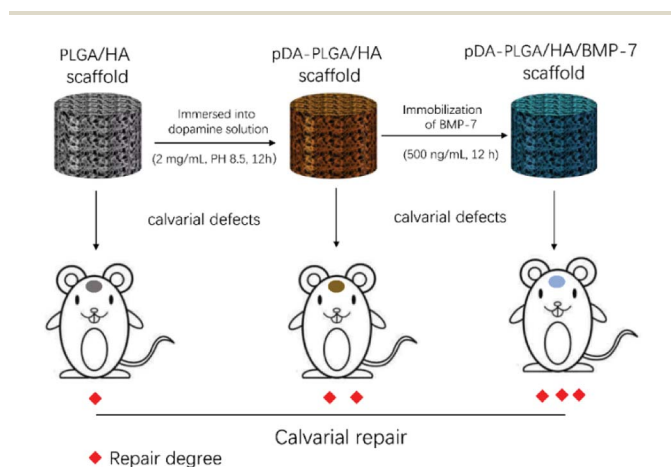 PLGA/HA
scaffold
pDA-PLGA/HA
scaffold
pDA-PLGA/HA/BMP-7
scaffold
Immersed into
dopamine solution
(2 mg/mL, PH 8.5, 12h)
Immobilization
of BMP-7
(500 ng/mL, 12 h)
calvarial defects
calvarial defects
Calvarial repair
Repair degree